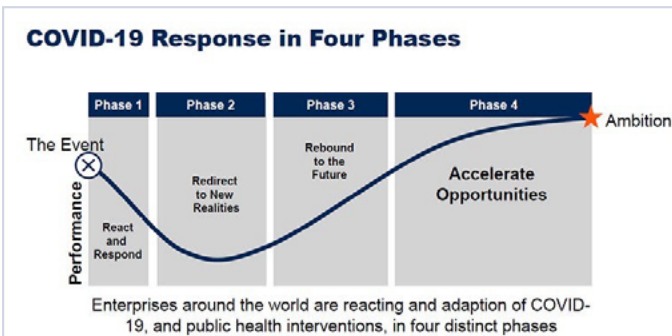 COVID-19 Response in Four Phases
Phase 1
Phase 2
Phase 3
Phase 4
Ambition
The Event
Performance
React
and
Respond
Redirect
to New
Realities
Rebound
to the
Future
Accelerate
Opportunities
Enterprises around the world are reacting and adaption of COVID-
19, and public health interventions, in four distinct phases